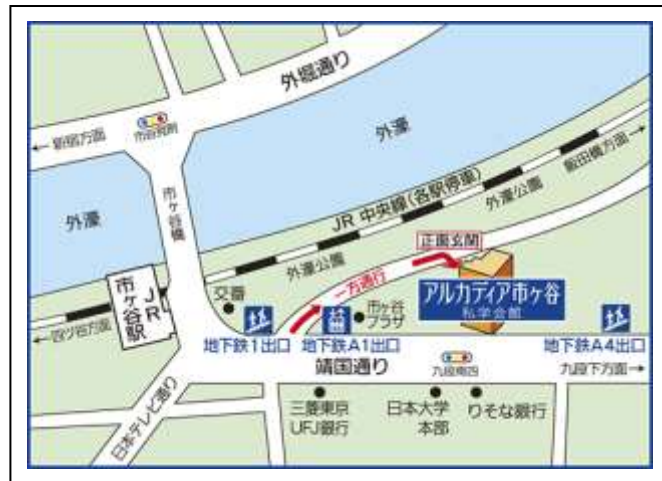 外堀通り
←新宿方面
市谷見附
外濠
飯田橋方面→
市ヶ谷橋
外濠
JR 中央線(各駅停車)
外濠公園
正面玄関
外濠公園
一方通行
アルカディア市ヶ谷
私学会館
JR
市ヶ谷駅
交番
市ヶ谷
プラザ
←四ツ谷方面
地下鉄1出口
地下鉄A1出口
地下鉄A4出口
靖国通り
九段南四
九段下方面→
日本テレビ通り
三菱東京
UFJ銀行
日本大学
本部
りそな銀行